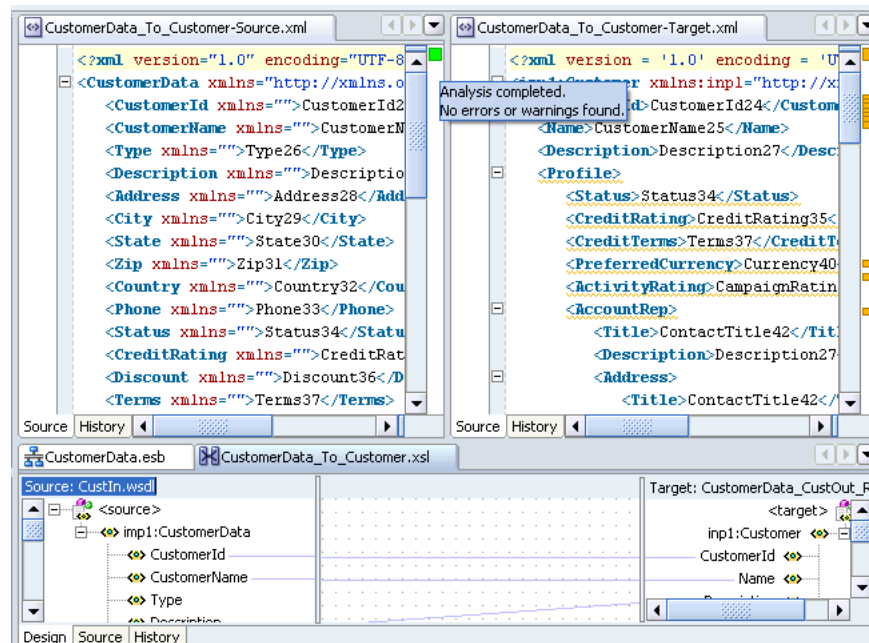 CustomerData_To_Customer-Source.xml
<?xml version="1.0" encoding="UTF-8
<CustomerData xmlns="http://xmlns.o
<CustomerId xmlns="">CustomerId2
<CustomerName xmlns="">CustomerN
<Type xmlns="">Type26</Type>
<Description xmlns="">Descriptio
<Address xmlns="">Address28</Add
<City xmlns="">City29</City>
<State xmlns="">State30</State>
<Zip xmlns="">Zip31</Zip>
<Country xmlns="">Country32</Cou
<Phone xmlns="">Phone33</Phone>
<Status xmlns="">Status34</Statu
<CreditRating xmlns="">CreditRat
<Discount xmlns="">Discount36</D
<Terms xmlns="">Terms37</Terms>
Source History
CustomerData_To_Customer-Target.xml
<?xml version = '1.0' encoding = 'U
xmlns:inp1="http://x
Analysis completed.
No errors or warnings found.
d>CustomerId24</Custom
<Name>CustomerName25</Name>
<Description>Description27</Desc
<Profile>
<Status>Status34</Status>
<CreditRating>CreditRating35<
<CreditTerms>Terms37</CreditT
<PreferredCurrency>Currency40
<ActivityRating>CampaignRatin
<AccountRep>
<Title>ContactTitle42</Tit
<Description>Description27
<Address>
<Title>ContactTitle42</
Source History
CustomerData.esb CustomerData_To_Customer.xsl
Source: CustIn.wsdl
<source>
imp1:CustomerData
CustomerId
CustomerName
Type
Description
Target: CustomerData_CustOut_R
<target>
inp1:Customer
CustomerId
Name
Design Source History